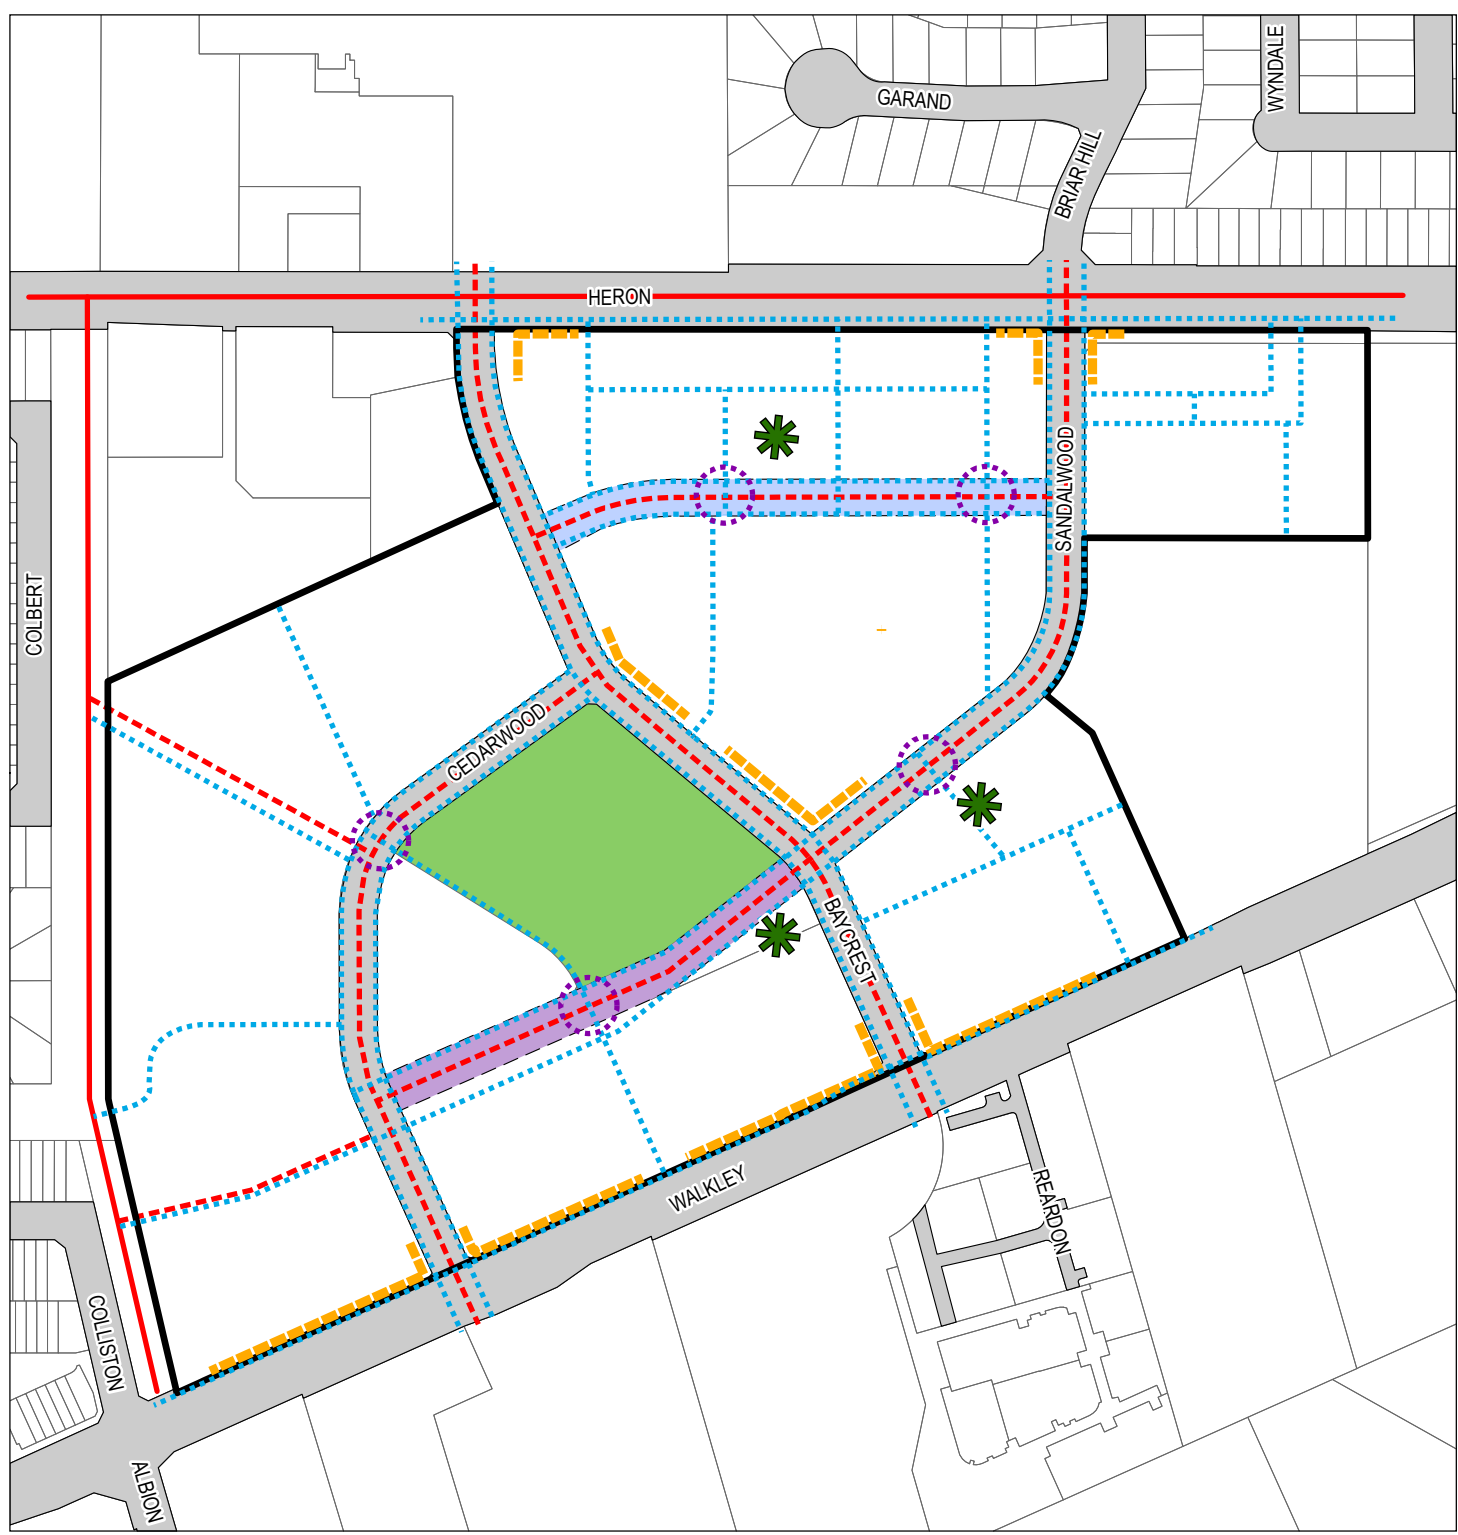 WYNDALE
GARAND
BRIAR HILL
HERON
SANDALWOOD
COLBERT
CEDARWOOD
BAYCREST
WALKLEY
REARDON
COLLISTON
ALBION